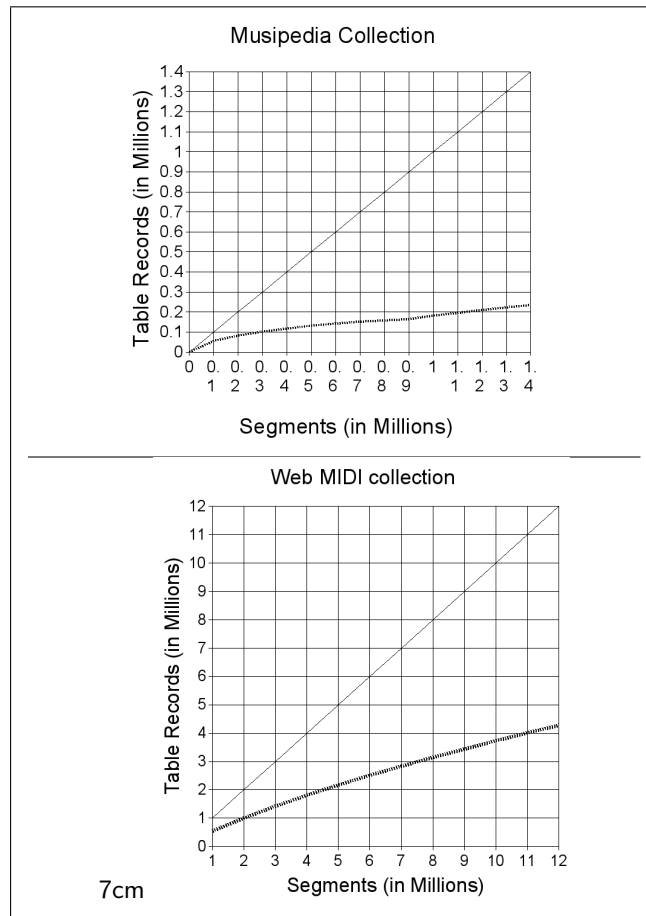 Musipedia Collection
Table Records (in Millions)
1.4
1.3
1.2
1.1
1
0.9
0.8
0.7
0.6
0.5
0.4
0.3
0.2
0.1
0
0 0. 0. 0. 0. 0. 0. 0. 0. 0. 1 1. 1. 1. 1.
1 2 3 4 5 6 7 8 9 1 2 3 4
Segments (in Millions)
Web MIDI collection
Table Records (in Millions)
12
11
10
9
8
7
6
5
4
3
2
1
0
1 2 3 4 5 6 7 8 9 10 11 12
Segments (in Millions)
7cm